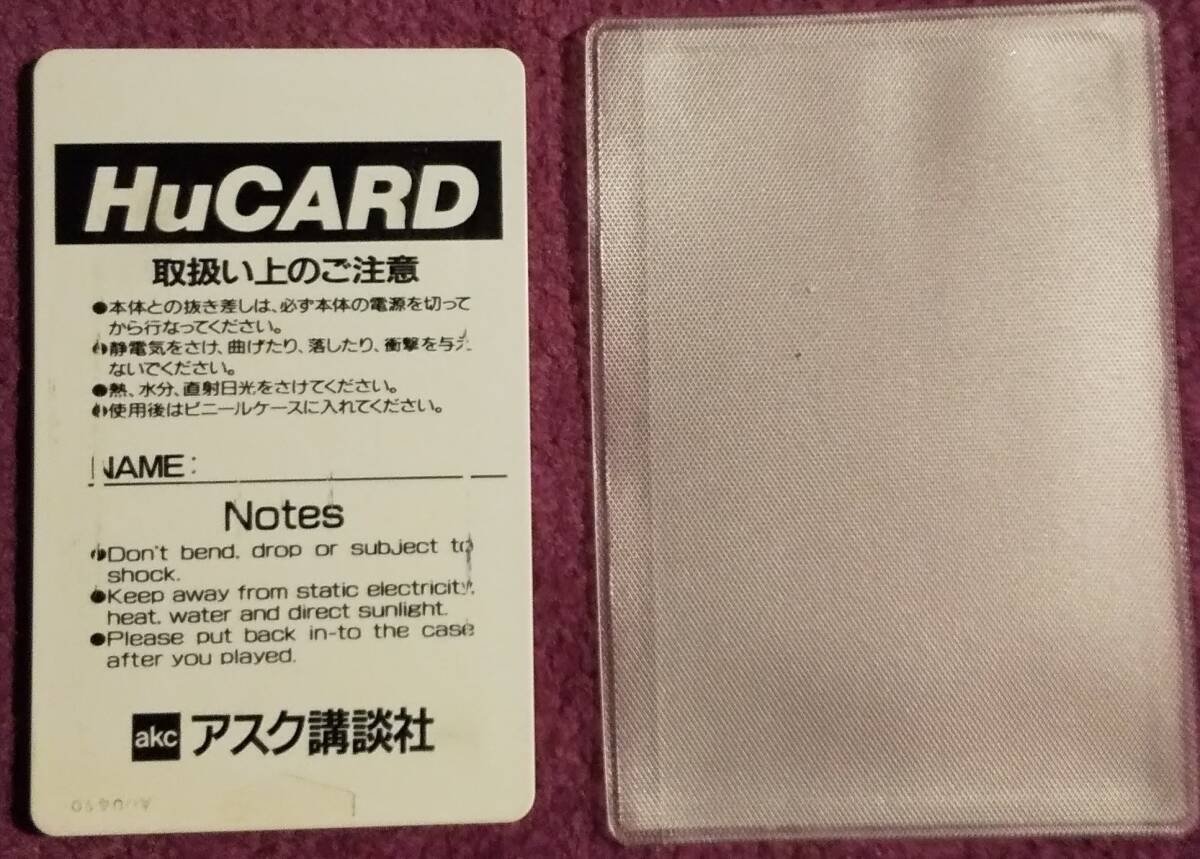 HuCARD
取扱い上のご注意
●本体との抜き差しは、必ず本体の電源を切って
から行なってください。
●静電気をさけ、曲げたり、落したり、衝撃を与え
ないでください。
●熱、水分、直射日光をさけてください。
●使用後はビニールケースに入れてください。
NAME:
Notes
●Don't bend, drop or subject to
shock.
●Keep away from static electricity,
heat, water and direct sunlight.
●Please put back in-to the case
after you played.
akc アスク講談社